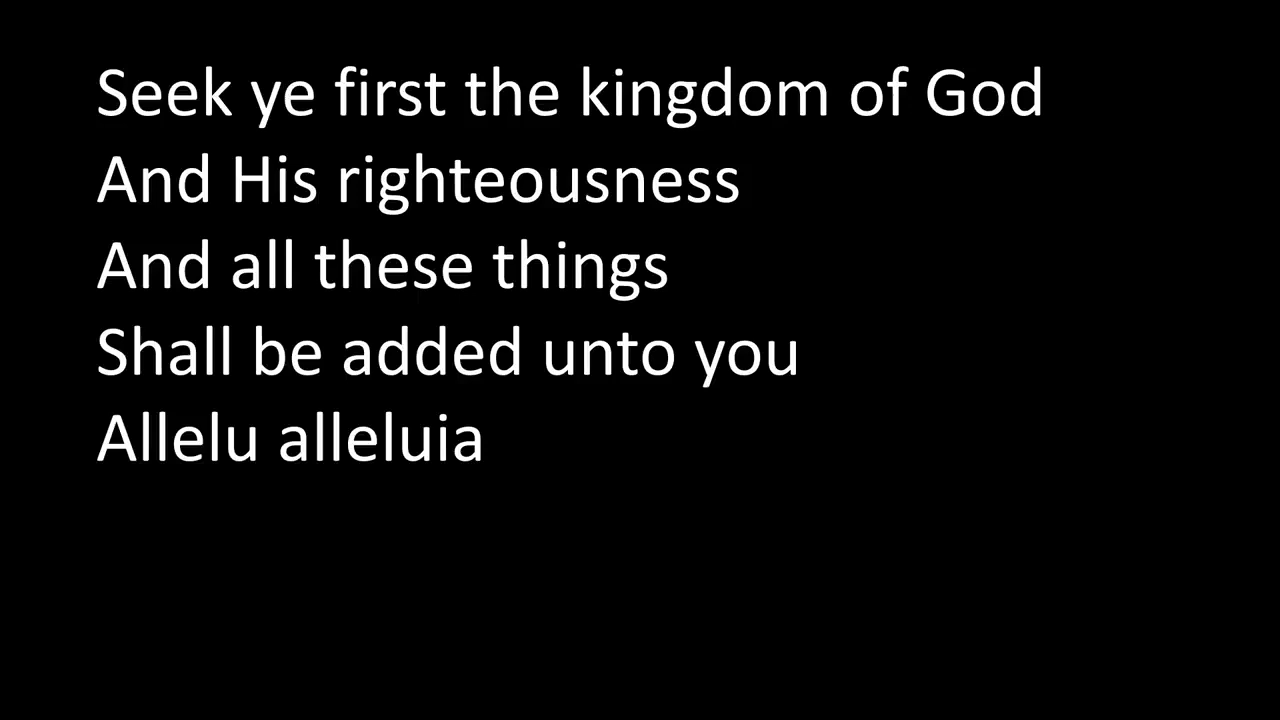 Seek ye first the kingdom of God
And His righteousness
And all these things
Shall be added unto you
Allelu alleluia